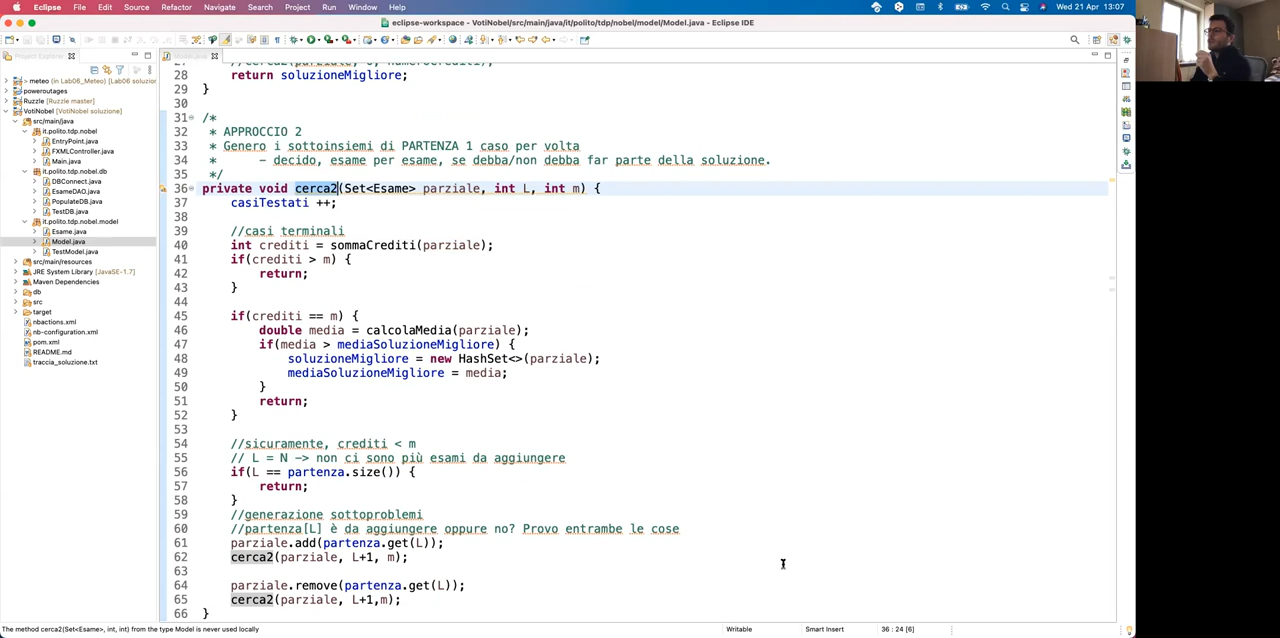 Eclipse File Edit Source Refactor Navigate Search Project Run Window Help Wed 21 Apr 13:07
eclipse-workspace - VotiNobel/src/main/java/it/polito/tdp/nobel/model/Model.java - Eclipse IDE
Project Explorer
Model.java
> meteo (in Lab06_Meteo) [Lab06 soluzion
poweroutages
Ruzzle [Ruzzle master]
VotiNobel [VotiNobel soluzione]
src/main/java
it.polito.tdp.nobel
EntryPoint.java
FXMLController.java
Main.java
it.polito.tdp.nobel.db
DBConnect.java
EsameDAO.java
PopulateDB.java
TestDB.java
it.polito.tdp.nobel.model
Esame.java
Model.java
TestModel.java
src/main/resources
JRE System Library [JavaSE-1.7]
Maven Dependencies
db
src
target
nbactions.xml
nb-configuration.xml
pom.xml
README.md
traccia_soluzione.txt
28 return soluzioneMigliore;
29 }
30
31 /*
32 * APPROCCIO 2
33 * Genero i sottoinsiemi di PARTENZA 1 caso per volta
34 * - decido, esame per esame, se debba/non debba far parte della soluzione.
35 */
36 private void cerca2(Set<Esame> parziale, int L, int m) {
37 casiTestati ++;
38
39 //casi terminali
40 int crediti = sommaCrediti(parziale);
41 if(crediti > m) {
42 return;
43 }
44
45 if(crediti == m) {
46 double media = calcolaMedia(parziale);
47 if(media > mediaSoluzioneMigliore) {
48 soluzioneMigliore = new HashSet<>(parziale);
49 mediaSoluzioneMigliore = media;
50 }
51 return;
52 }
53
54 //sicuramente, crediti < m
55 // L = N -> non ci sono più esami da aggiungere
56 if(L == partenza.size()) {
57 return;
58 }
59 //generazione sottoproblemi
60 //partenza[L] è da aggiungere oppure no? Provo entrambe le cose
61 parziale.add(partenza.get(L));
62 cerca2(parziale, L+1, m);
63
64 parziale.remove(partenza.get(L));
65 cerca2(parziale, L+1,m);
66 }
The method cerca2(Set<Esame>, int, int) from the type Model is never used locally Writable Smart Insert 36 : 24 [6]